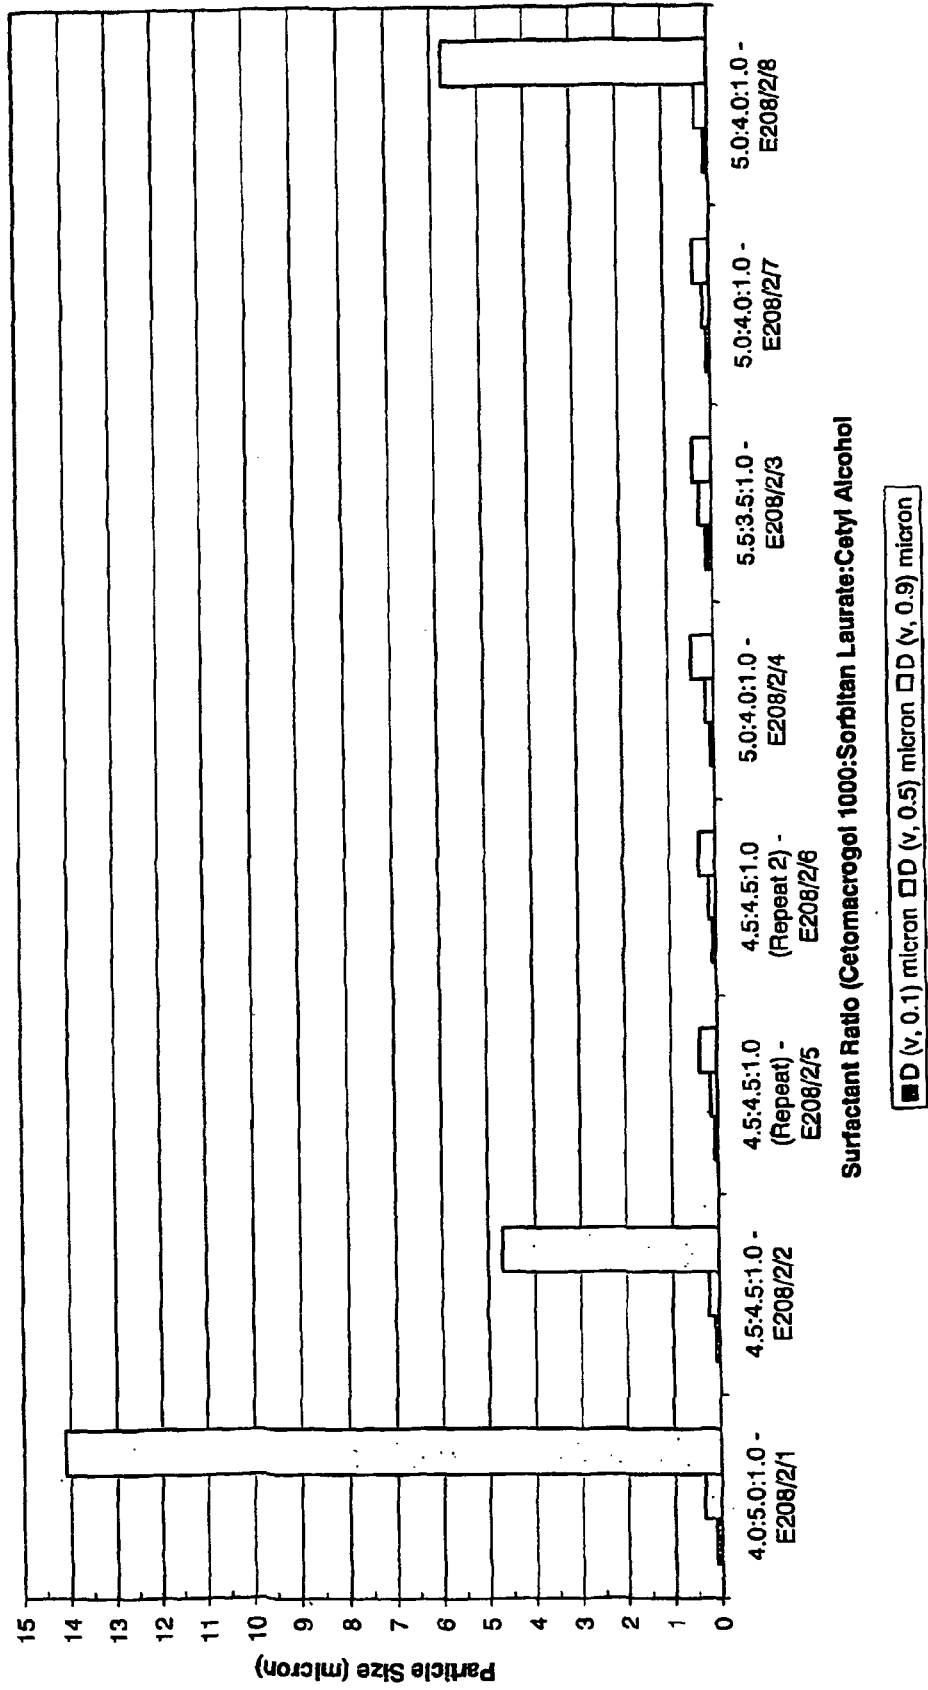 Particle Size (micron)
15
14
13
12
11
10
9
8
7
6
5
4
3
2
1
0
4.0:5.0:1.0 -
E208/2/1
4.5:4.5:1.0 -
E208/2/2
4.5:4.5:1.0
(Repeat) -
E208/2/5
4.5:4.5:1.0
(Repeat 2) -
E208/2/6
5.0:4.0:1.0 -
E208/2/4
5.5:3.5:1.0 -
E208/2/3
5.0:4.0:1.0 -
E208/2/7
5.0:4.0:1.0 -
E208/2/8
Surfactant Ratio (Cetomacrogol 1000:Sorbitan Laurate:Cetyl Alcohol
D (v, 0.1) micron D (v, 0.5) micron D (v, 0.9) micron